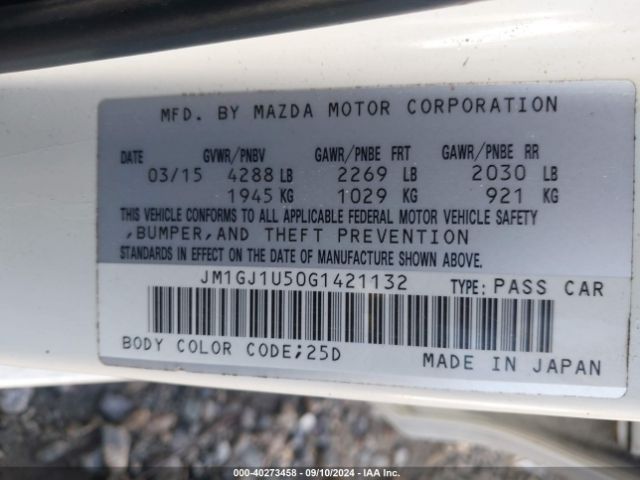 MFD. BY MAZDA MOTOR CORPORATION
DATE GVWR/PNBV GAWR/PNBE FRT GAWR/PNBE RR
03/15 4288 LB 2269 LB 2030 LB
1945 KG 1029 KG 921 KG
THIS VEHICLE CONFORMS TO ALL APPLICABLE FEDERAL MOTOR VEHICLE SAFETY
,BUMPER,AND THEFT PREVENTION
STANDARDS IN EFFECT ON THE DATE OF MANUFACTURE SHOWN ABOVE.
JM1GJ1U50G1421132 TYPE: PASS CAR
BODY COLOR CODE;25D MADE IN JAPAN
000-40273458 - 09/10/2024 - IAA Inc.